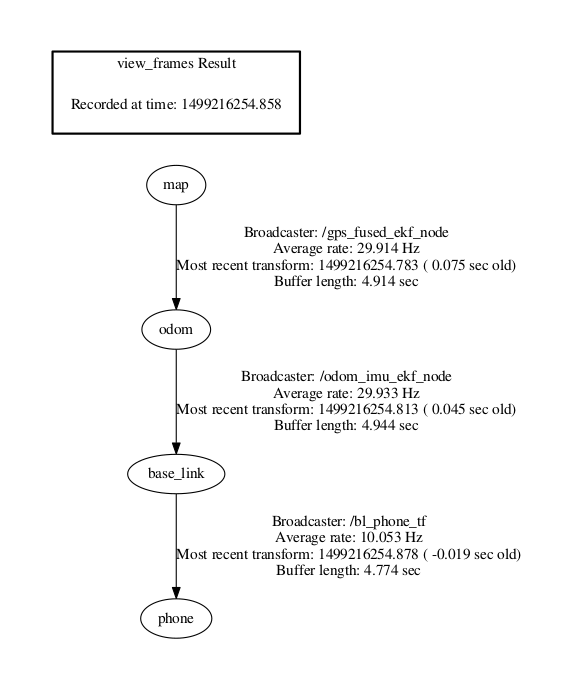 view_frames Result
Recorded at time: 1499216254.858
map
Broadcaster: /gps_fused_ekf_node
Average rate: 29.914 Hz
Most recent transform: 1499216254.783 ( 0.075 sec old)
Buffer length: 4.914 sec
odom
Broadcaster: /odom_imu_ekf_node
Average rate: 29.933 Hz
Most recent transform: 1499216254.813 ( 0.045 sec old)
Buffer length: 4.944 sec
base_link
Broadcaster: /bl_phone_tf
Average rate: 10.053 Hz
Most recent transform: 1499216254.878 ( -0.019 sec old)
Buffer length: 4.774 sec
phone